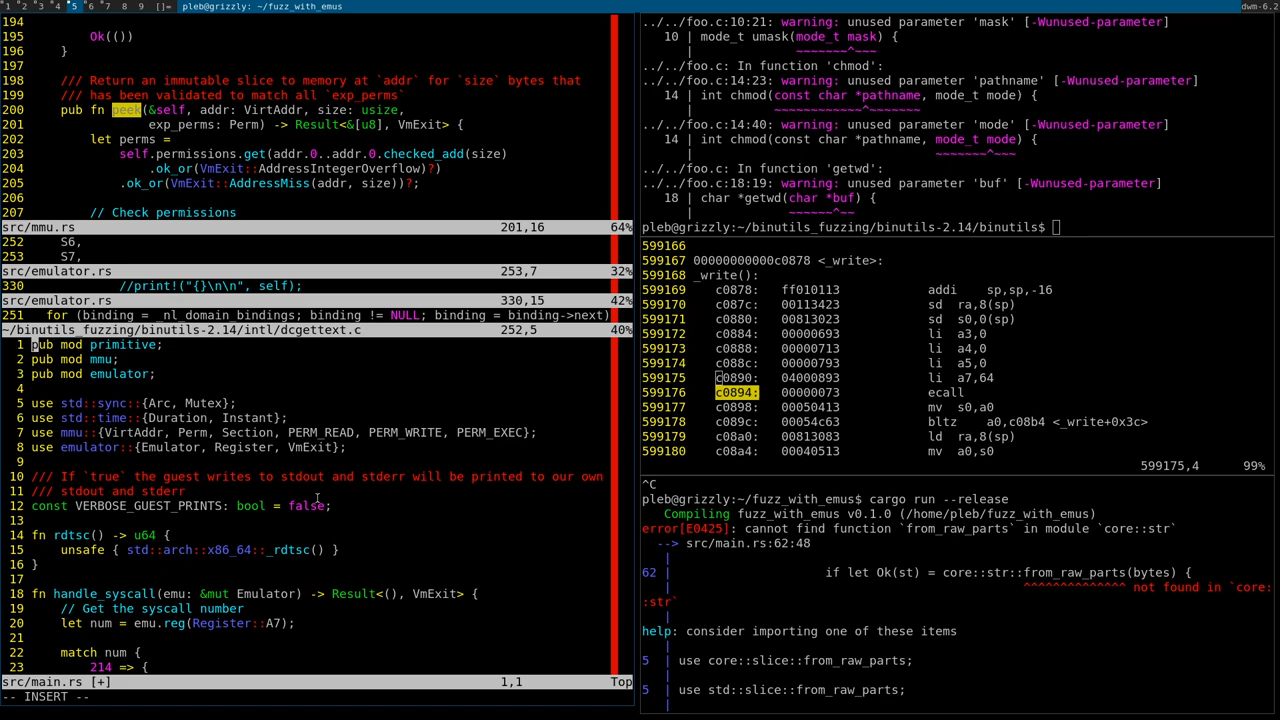 1 2 3 4 5 6 7 8 9 []= pleb@grizzly: ~/fuzz_with_emus dwm-6.2
194
195         Ok(())
196     }
197
198     /// Return an immutable slice to memory at `addr` for `size` bytes that
199     /// has been validated to match all `exp_perms`
200     pub fn peek(&self, addr: VirtAddr, size: usize,
201                 exp_perms: Perm) -> Result<&[u8], VmExit> {
202         let perms =
203             self.permissions.get(addr.0..addr.0.checked_add(size)
204                 .ok_or(VmExit::AddressIntegerOverflow)?)
205             .ok_or(VmExit::AddressMiss(addr, size))?;
206
207         // Check permissions
src/mmu.rs 201,16 64%
252     S6,
253     S7,
src/emulator.rs 253,7 32%
330             //print!("{}\n\n", self);
src/emulator.rs 330,15 42%
251   for (binding = _nl_domain_bindings; binding != NULL; binding = binding->next)
~/binutils_fuzzing/binutils-2.14/intl/dcgettext.c 252,5 40%
1 pub mod primitive;
2 pub mod mmu;
3 pub mod emulator;
4
5 use std::sync::{Arc, Mutex};
6 use std::time::{Duration, Instant};
7 use mmu::{VirtAddr, Perm, Section, PERM_READ, PERM_WRITE, PERM_EXEC};
8 use emulator::{Emulator, Register, VmExit};
9
10 /// If `true` the guest writes to stdout and stderr will be printed to our own
11 /// stdout and stderr
12 const VERBOSE_GUEST_PRINTS: bool = false;
13
14 fn rdtsc() -> u64 {
15     unsafe { std::arch::x86_64::_rdtsc() }
16 }
17
18 fn handle_syscall(emu: &mut Emulator) -> Result<(), VmExit> {
19     // Get the syscall number
20     let num = emu.reg(Register::A7);
21
22     match num {
23         214 => {
src/main.rs [+] 1,1 Top
-- INSERT --
../../foo.c:10:21: warning: unused parameter 'mask' [-Wunused-parameter]
   10 | mode_t umask(mode_t mask) {
      |              ~~~~~~~^~~~
../../foo.c: In function 'chmod':
../../foo.c:14:23: warning: unused parameter 'pathname' [-Wunused-parameter]
   14 | int chmod(const char *pathname, mode_t mode) {
      |           ~~~~~~~~~~~~^~~~~~~~
../../foo.c:14:40: warning: unused parameter 'mode' [-Wunused-parameter]
   14 | int chmod(const char *pathname, mode_t mode) {
      |                                 ~~~~~~~^~~~
../../foo.c: In function 'getwd':
../../foo.c:18:19: warning: unused parameter 'buf' [-Wunused-parameter]
   18 | char *getwd(char *buf) {
      |             ~~~~~~^~~
pleb@grizzly:~/binutils_fuzzing/binutils-2.14/binutils$
599166
599167 00000000000c0878 <_write>:
599168 _write():
599169    c0878:   ff010113   addi   sp,sp,-16
599170    c087c:   00113423   sd   ra,8(sp)
599171    c0880:   00813023   sd   s0,0(sp)
599172    c0884:   00000693   li   a3,0
599173    c0888:   00000713   li   a4,0
599174    c088c:   00000793   li   a5,0
599175    c0890:   04000893   li   a7,64
599176    c0894:   00000073   ecall
599177    c0898:   00050413   mv   s0,a0
599178    c089c:   00054c63   bltz   a0,c08b4 <_write+0x3c>
599179    c08a0:   00813083   ld   ra,8(sp)
599180    c08a4:   00040513   mv   a0,s0
599175,4 99%
^C
pleb@grizzly:~/fuzz_with_emus$ cargo run --release
   Compiling fuzz_with_emus v0.1.0 (/home/pleb/fuzz_with_emus)
error[E0425]: cannot find function `from_raw_parts` in module `core::str`
  --> src/main.rs:62:48
   |
62 |                     if let Ok(st) = core::str::from_raw_parts(bytes) {
   |                                                ^^^^^^^^^^^^^^ not found in `core:
:str`
   |
help: consider importing one of these items
   |
5  | use core::slice::from_raw_parts;
   |
5  | use std::slice::from_raw_parts;
   |